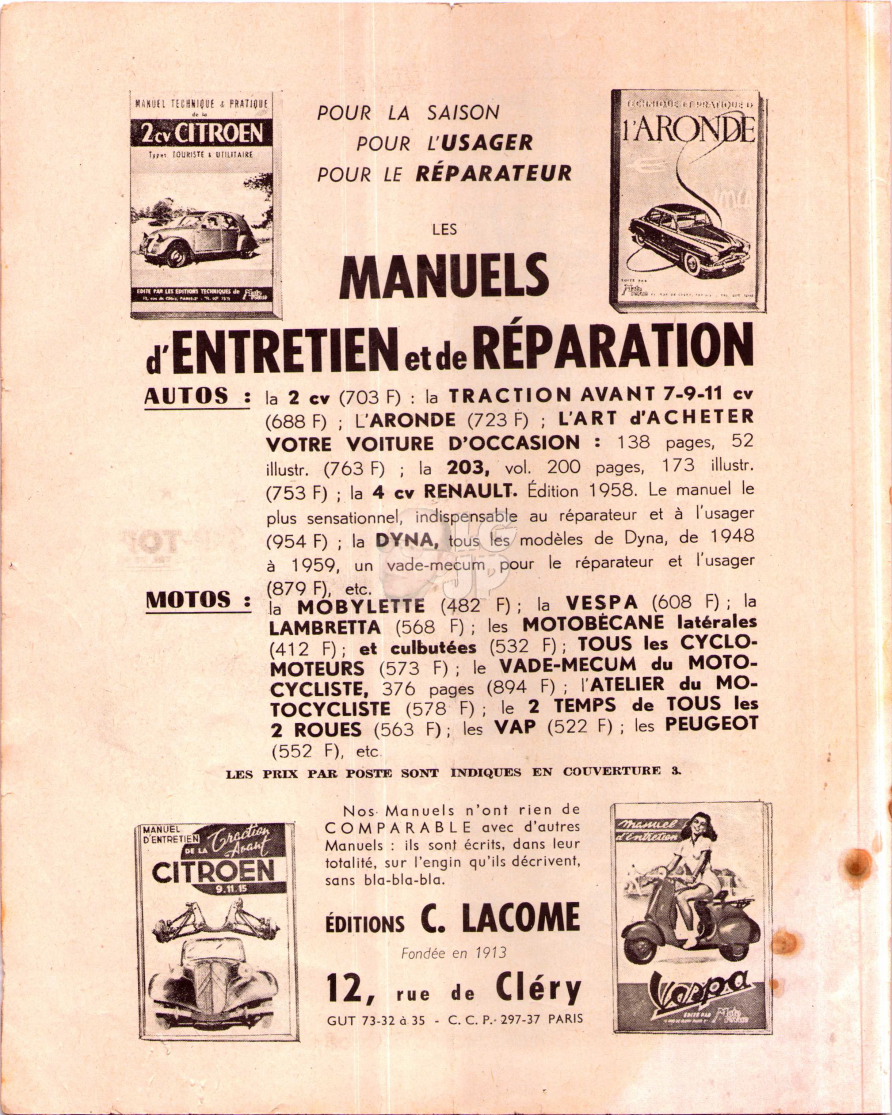 MANUEL TECHNIQUE & PRATIQUE
de la
2cv CITROEN
Types TOURISTE & UTILITAIRE
EDITE PAR LES EDITIONS TECHNIQUES de
POUR LA SAISON
POUR L'USAGER
POUR LE RÉPARATEUR
TECHNIQUE ET PRATIQUE DE
l'ARONDE
LES
MANUELS
d'ENTRETIEN et de RÉPARATION
AUTOS : la 2 cv (703 F) : la TRACTION AVANT 7-9-11 cv
(688 F) ; L'ARONDE (723 F) ; L'ART d'ACHETER
VOTRE VOITURE D'OCCASION : 138 pages, 52
illustr. (763 F) ; la 203, vol. 200 pages, 173 illustr.
(753 F) ; la 4 cv RENAULT. Édition 1958. Le manuel le
plus sensationnel, indispensable au réparateur et à l'usager
(954 F) ; la DYNA, tous les modèles de Dyna, de 1948
à 1959, un vade-mecum pour le réparateur et l'usager
(879 F), etc.
MOTOS : la MOBYLETTE (482 F) ; la VESPA (608 F) ; la
LAMBRETTA (568 F) ; les MOTOBÉCANE latérales
(412 F) ; et culbutées (532 F) ; TOUS les CYCLO-
MOTEURS (573 F) ; le VADE-MECUM du MOTO-
CYCLISTE, 376 pages (894 F) ; l'ATELIER du MO-
TOCYCLISTE (578 F) ; le 2 TEMPS de TOUS les
2 ROUES (563 F) ; les VAP (522 F) ; les PEUGEOT
(552 F), etc.
LES PRIX PAR POSTE SONT INDIQUES EN COUVERTURE 3.
MANUEL
D'ENTRETIEN
DE LA Traction
Avant
CITROEN
9.11.15
Nos Manuels n'ont rien de
COMPARABLE avec d'autres
Manuels : ils sont écrits, dans leur
totalité, sur l'engin qu'ils décrivent,
sans bla-bla-bla.
ÉDITIONS C. LACOME
Fondée en 1913
12, rue de Cléry
GUT 73-32 à 35 - C. C. P. 297-37 PARIS
manuel
d'entretien
Vespa
EDITE PAR